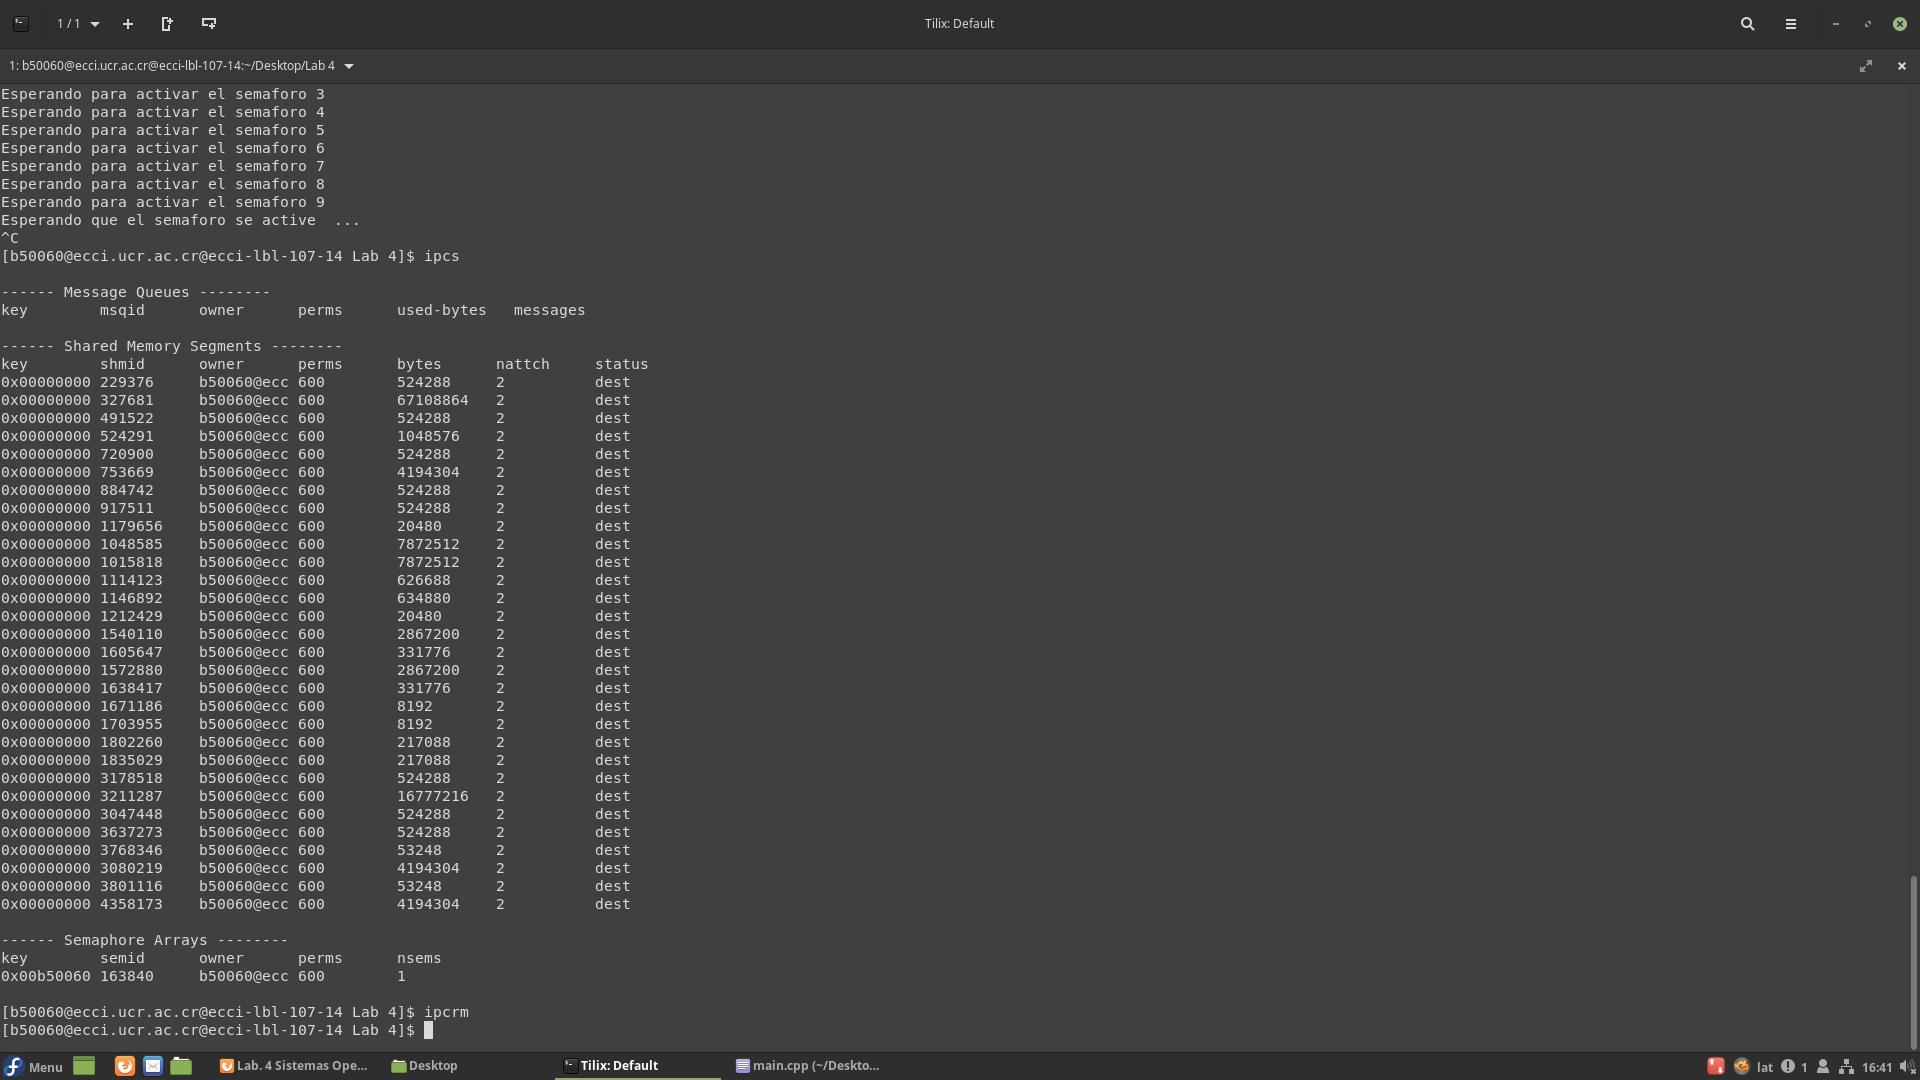 1 / 1
Tilix: Default
1: b50060@ecci.ucr.ac.cr@ecci-lbl-107-14:~/Desktop/Lab 4
Esperando para activar el semaforo 3
Esperando para activar el semaforo 4
Esperando para activar el semaforo 5
Esperando para activar el semaforo 6
Esperando para activar el semaforo 7
Esperando para activar el semaforo 8
Esperando para activar el semaforo 9
Esperando que el semaforo se active  ...
^C
[b50060@ecci.ucr.ac.cr@ecci-lbl-107-14 Lab 4]$ ipcs
------ Message Queues --------
key        msqid      owner      perms      used-bytes   messages
------ Shared Memory Segments --------
key        shmid      owner      perms      bytes      nattch     status
0x00000000 229376     b50060@ecc 600        524288     2          dest
0x00000000 327681     b50060@ecc 600        67108864   2          dest
0x00000000 491522     b50060@ecc 600        524288     2          dest
0x00000000 524291     b50060@ecc 600        1048576    2          dest
0x00000000 720900     b50060@ecc 600        524288     2          dest
0x00000000 753669     b50060@ecc 600        4194304    2          dest
0x00000000 884742     b50060@ecc 600        524288     2          dest
0x00000000 917511     b50060@ecc 600        524288     2          dest
0x00000000 1179656    b50060@ecc 600        20480      2          dest
0x00000000 1048585    b50060@ecc 600        7872512    2          dest
0x00000000 1015818    b50060@ecc 600        7872512    2          dest
0x00000000 1114123    b50060@ecc 600        626688     2          dest
0x00000000 1146892    b50060@ecc 600        634880     2          dest
0x00000000 1212429    b50060@ecc 600        20480      2          dest
0x00000000 1540110    b50060@ecc 600        2867200    2          dest
0x00000000 1605647    b50060@ecc 600        331776     2          dest
0x00000000 1572880    b50060@ecc 600        2867200    2          dest
0x00000000 1638417    b50060@ecc 600        331776     2          dest
0x00000000 1671186    b50060@ecc 600        8192       2          dest
0x00000000 1703955    b50060@ecc 600        8192       2          dest
0x00000000 1802260    b50060@ecc 600        217088     2          dest
0x00000000 1835029    b50060@ecc 600        217088     2          dest
0x00000000 3178518    b50060@ecc 600        524288     2          dest
0x00000000 3211287    b50060@ecc 600        16777216   2          dest
0x00000000 3047448    b50060@ecc 600        524288     2          dest
0x00000000 3637273    b50060@ecc 600        524288     2          dest
0x00000000 3768346    b50060@ecc 600        53248      2          dest
0x00000000 3080219    b50060@ecc 600        4194304    2          dest
0x00000000 3801116    b50060@ecc 600        53248      2          dest
0x00000000 4358173    b50060@ecc 600        4194304    2          dest
------ Semaphore Arrays --------
key        semid      owner      perms      nsems
0x00b50060 163840     b50060@ecc 600        1
[b50060@ecci.ucr.ac.cr@ecci-lbl-107-14 Lab 4]$ ipcrm
[b50060@ecci.ucr.ac.cr@ecci-lbl-107-14 Lab 4]$
Menu
Lab. 4 Sistemas Ope...
Desktop
Tilix: Default
main.cpp (~/Deskto...
lat
1
16:41